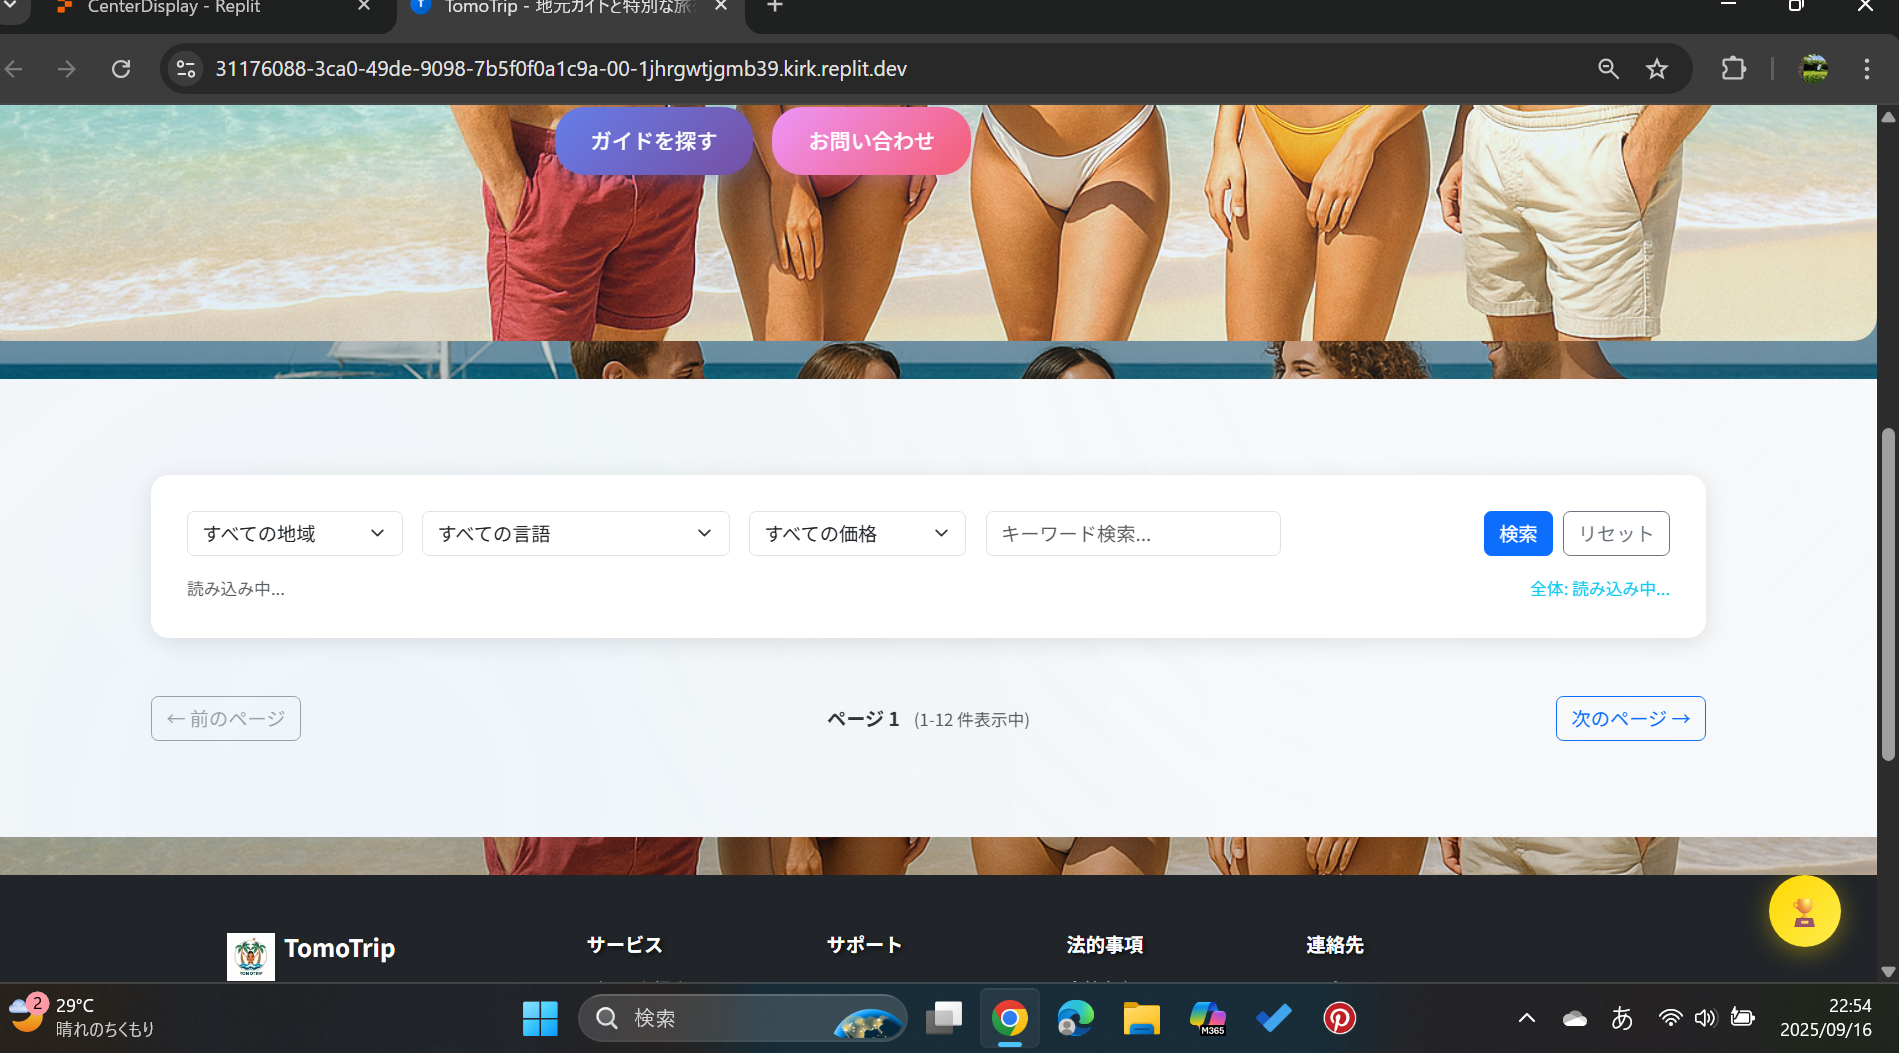 CenterDisplay - Replit
TomoTrip - 地元ガイドと特別な旅
31176088-3ca0-49de-9098-7b5f0f0a1c9a-00-1jhrgwtjgmb39.kirk.replit.dev
ガイドを探す
お問い合わせ
すべての地域
すべての言語
すべての価格
キーワード検索...
検索
リセット
読み込み中...
全体: 読み込み中...
← 前のページ
ページ 1 (1-12 件表示中)
次のページ →
TomoTrip
サービス
サポート
法的事項
連絡先
2
29°C
晴れのちくもり
検索
M365
あ
22:54
2025/09/16